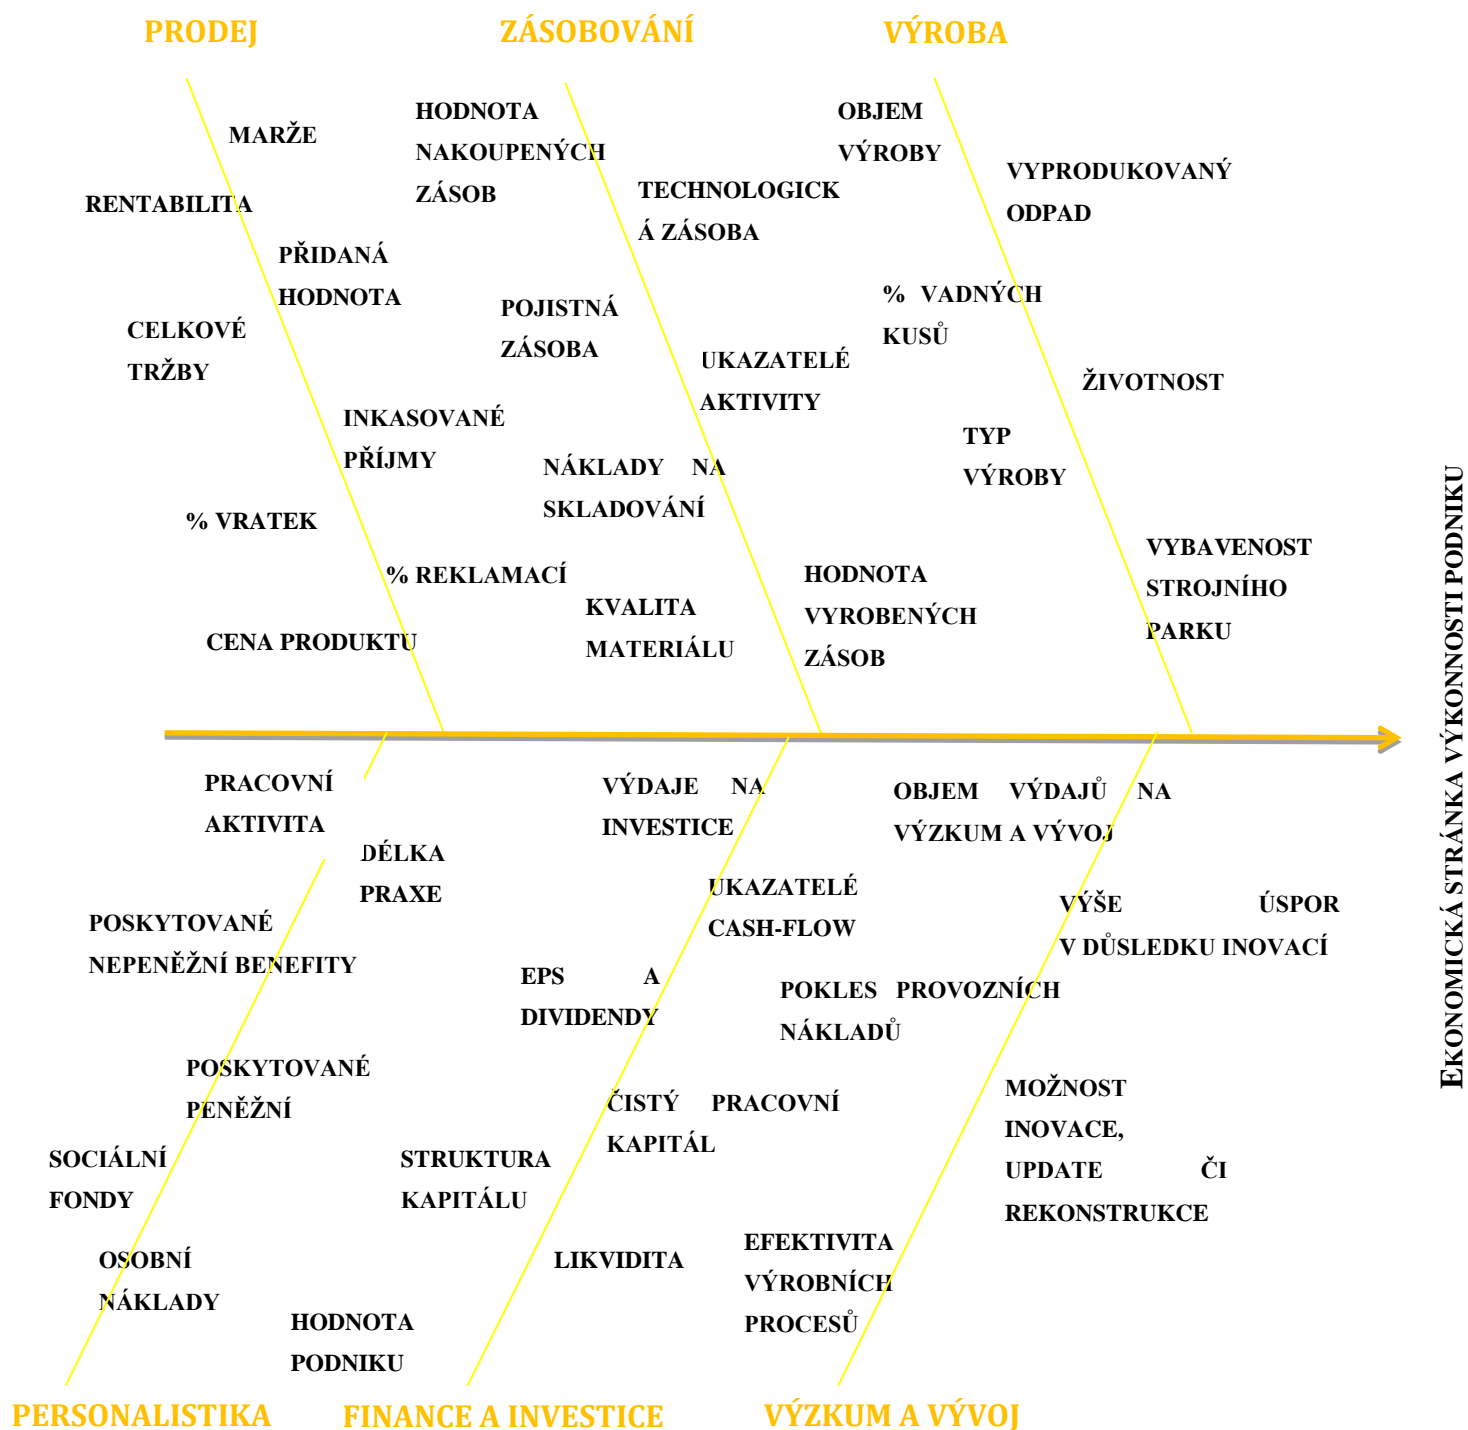 PRODEJ
ZÁSOBOVÁNÍ
VÝROBA
MARŽE
RENTABILITA
PŘIDANÁ
HODNOTA
CELKOVÉ
TRŽBY
INKASOVANÉ
PŘÍJMY
% VRATEK
% REKLAMACÍ
CENA PRODUKTU
HODNOTA
NAKOUPENÝCH
ZÁSOB
TECHNOLOGICK
Á ZÁSOBA
POJISTNÁ
ZÁSOBA
UKAZATELÉ
AKTIVITY
NÁKLADY NA
SKLADOVÁNÍ
KVALITA
MATERIÁLU
OBJEM
VÝROBY
VYPRODUKOVANÝ
ODPAD
% VADNÝCH
KUSŮ
ŽIVOTNOST
TYP
VÝROBY
VYBAVENOST
STROJNÍHO
PARKU
HODNOTA
VYROBENÝCH
ZÁSOB
EKONOMICKÁ STRÁNKA VÝKONNOSTI PODNIKU
PRACOVNÍ
AKTIVITA
DÉLKA
PRAXE
POSKYTOVANÉ
NEPENĚŽNÍ BENEFITY
POSKYTOVANÉ
PENĚŽNÍ
SOCIÁLNÍ
FONDY
OSOBNÍ
NÁKLADY
VÝDAJE NA
INVESTICE
UKAZATELÉ
CASH-FLOW
EPS A
DIVIDENDY
ČISTÝ PRACOVNÍ
KAPITÁL
STRUKTURA
KAPITÁLU
LIKVIDITA
HODNOTA
PODNIKU
OBJEM VÝDAJŮ NA
VÝZKUM A VÝVOJ
VÝŠE ÚSPOR
V DŮSLEDKU INOVACÍ
POKLES PROVOZNÍCH
NÁKLADŮ
MOŽNOST
INOVACE,
UPDATE ČI
REKONSTRUKCE
EFEKTIVITA
VÝROBNÍCH
PROCESŮ
PERSONALISTIKA
FINANCE A INVESTICE
VÝZKUM A VÝVOJ